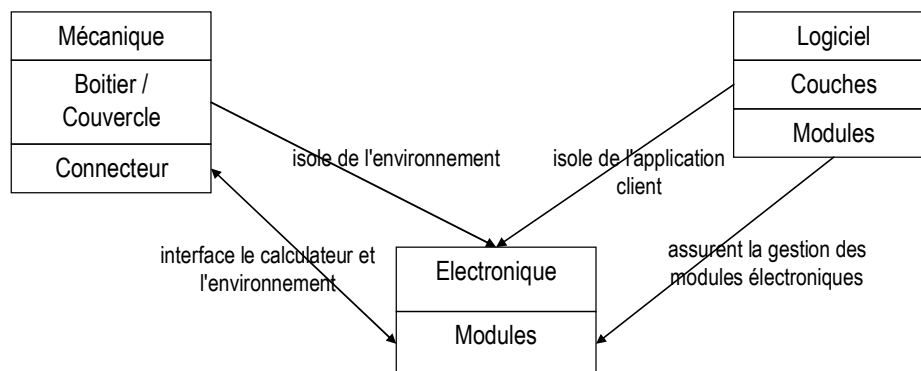 Mécanique
Boitier /
Couvercle
Connecteur
Logiciel
Couches
Modules
isole de l'environnement
isole de l'application
client
interface le calculateur et
l'environnement
assurent la gestion des
modules électroniques
Electronique
Modules